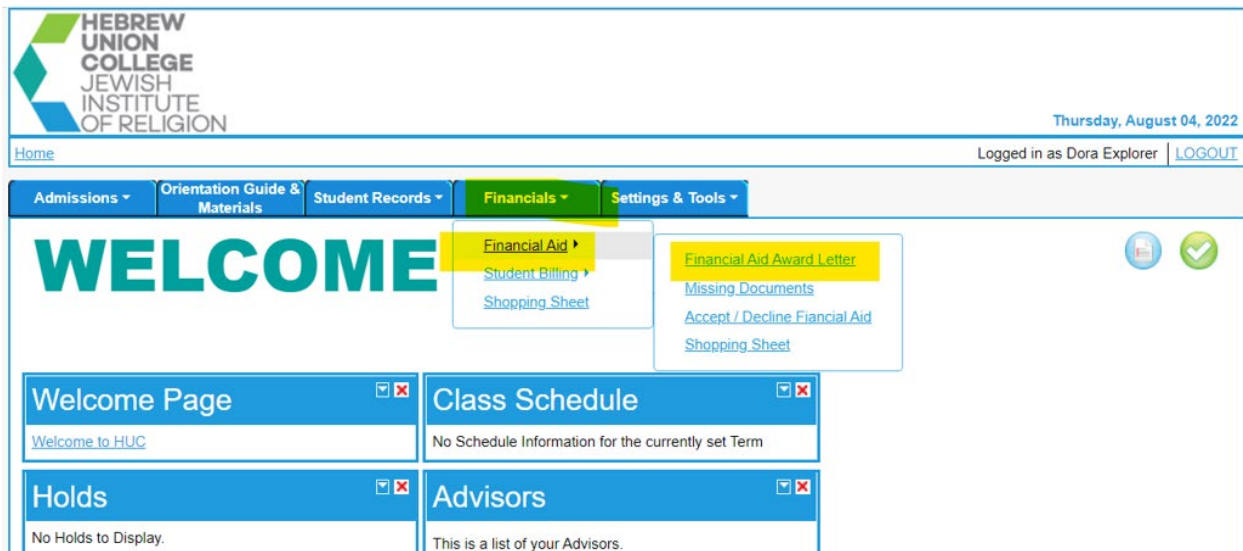 HEBREW
UNION
COLLEGE
JEWISH
INSTITUTE
OF RELIGION
Thursday, August 04, 2022
Home
Logged in as Dora Explorer
LOGOUT
Admissions
Orientation Guide &
Materials
Student Records
Financials
Settings & Tools
WELCOME
Financial Aid
Student Billing
Shopping Sheet
Financial Aid Award Letter
Missing Documents
Accept / Decline Fiancial Aid
Shopping Sheet
Welcome Page
Welcome to HUC
Class Schedule
No Schedule Information for the currently set Term
Holds
No Holds to Display.
Advisors
This is a list of your Advisors.